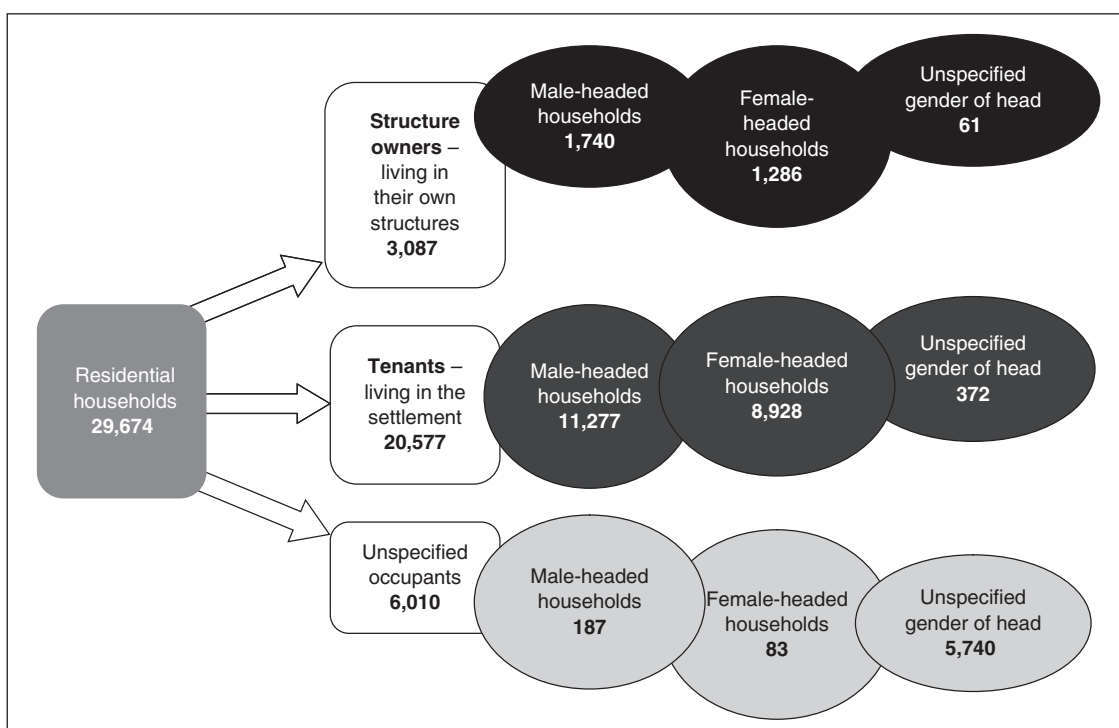 Residential
households
29,674
Structure
owners –
living in
their own
structures
3,087
Male-headed
households
1,740
Female-
headed
households
1,286
Unspecified
gender of head
61
Tenants –
living in the
settlement
20,577
Male-headed
households
11,277
Female-headed
households
8,928
Unspecified
gender of head
372
Unspecified
occupants
6,010
Male-headed
households
187
Female-headed
households
83
Unspecified
gender of head
5,740